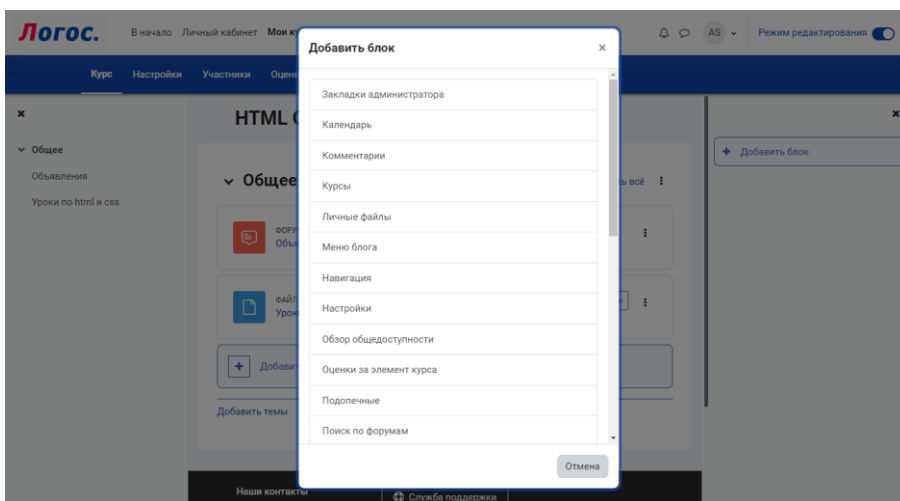 Логос.
В начало Личный кабинет Мои к
AS
Режим редактирования
Курс Настройки Участники Оцен
Общее
Объявления
Уроки по html и css
HTML
Общее
ь всё
ФОРУ
Объя
ФАЙЛ
Урок
Добавит
Добавить темы
Наши контакты
Служба поддержки
Добавить блок
Добавить блок
Закладки администратора
Календарь
Комментарии
Курсы
Личные файлы
Меню блога
Навигация
Настройки
Обзор общедоступности
Оценки за элемент курса
Подопечные
Поиск по форумам
Отмена